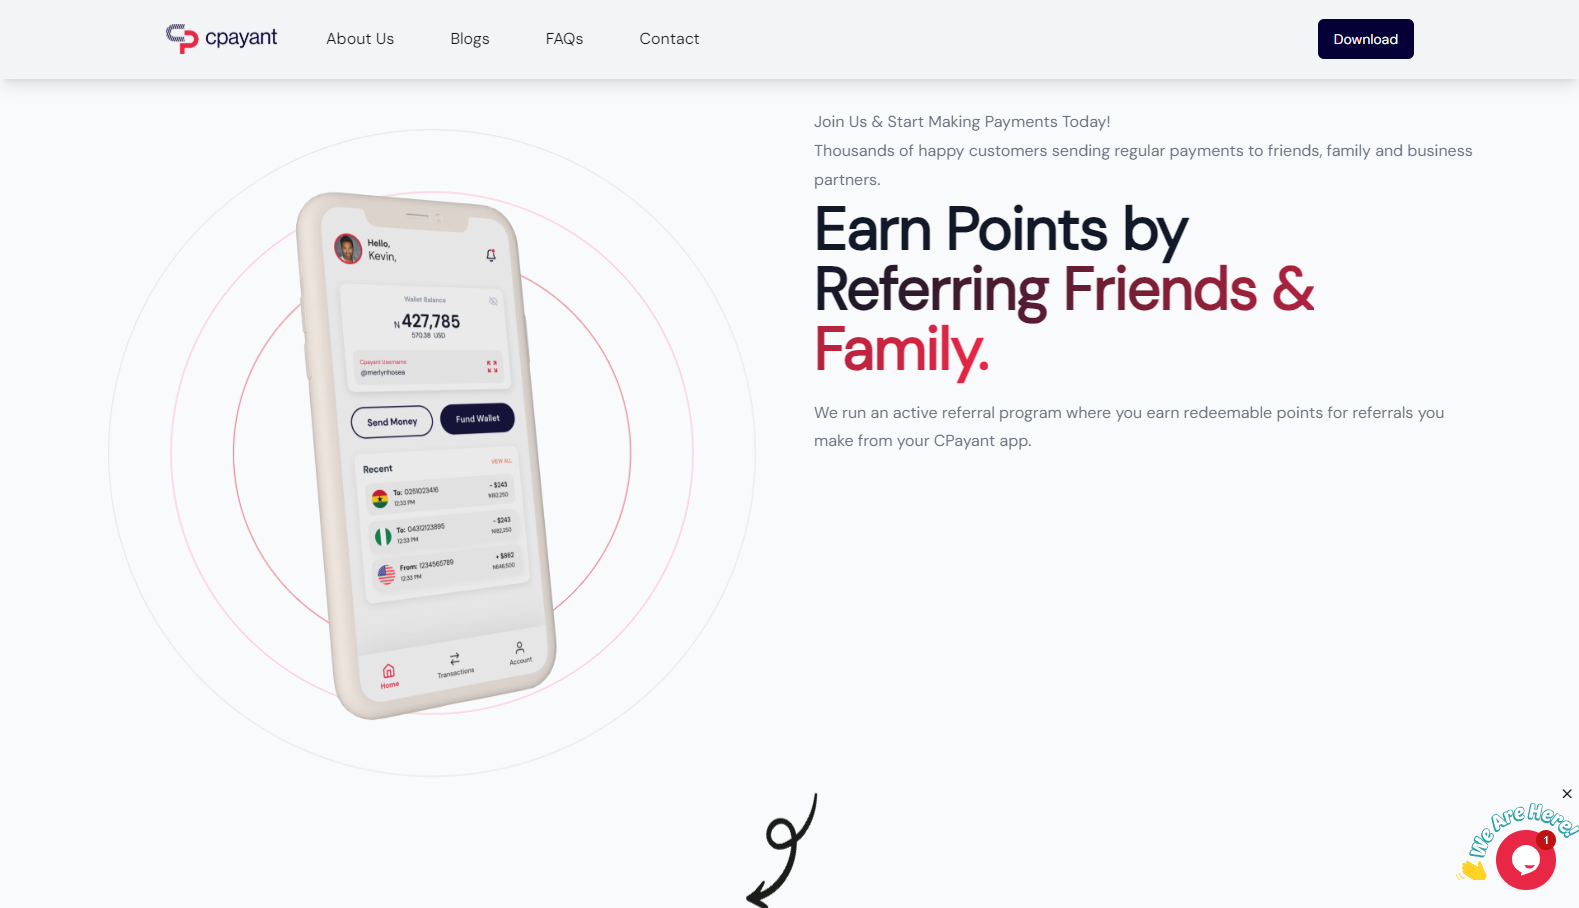 cpayant
About Us
Blogs
FAQs
Contact
Download
Join Us & Start Making Payments Today!
Thousands of happy customers sending regular payments to friends, family and business
partners.
Earn Points by
Referring Friends &
Family.
We run an active referral program where you earn redeemable points for referrals you
make from your CPayant app.
Hello,
Kevin,
Wallet Balance
N 427,785
570.38 USD
Cpayant Username
@merlynhosea
Send Money
Fund Wallet
Recent
VIEW ALL
To: 0251023416
- $243
12:33 PM
N182,250
To: 04312123895
- $243
12:33 PM
N182,250
From: 1234565789
+ $862
12:33 PM
N646,500
Home
Transactions
Account
We Are Here!
1